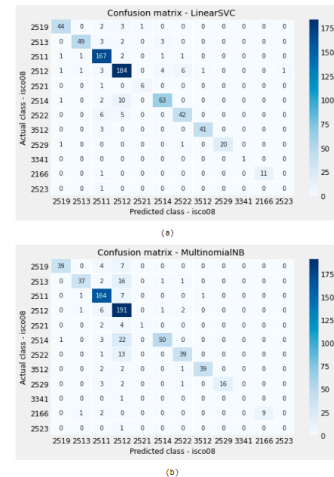 Confusion matrix - LinearSVC
2519 44 0 2 3 1 0 0 0 0 0 0 0
2513 0 49 3 2 0 3 0 0 0 0 0 0
2511 1 1 167 2 0 1 1 0 0 0 0 0
2512 1 1 3 184 0 4 6 1 0 0 0 1
2521 0 0 1 0 6 0 0 0 0 0 0 0
2514 1 0 2 10 0 63 0 0 0 0 0 0
2522 0 0 6 5 0 0 42 0 0 0 0 0
3512 0 0 3 0 0 0 0 41 0 0 0 0
2529 1 0 0 0 0 0 1 0 20 0 0 0
3341 0 0 0 0 0 0 0 0 0 1 0 0
2166 0 0 1 0 0 0 0 0 0 0 11 0
2523 0 0 1 0 0 0 0 0 0 0 0 0
2519 2513 2511 2512 2521 2514 2522 3512 2529 3341 2166 2523
Predicted class - isco08
Actual class - isco08
175
150
125
100
75
50
25
0
(a)
Confusion matrix - MultinomialNB
2519 39 0 4 7 0 0 0 0 0 0 0 0
2513 0 37 2 16 0 1 1 0 0 0 0 0
2511 0 1 164 7 0 0 0 1 0 0 0 0
2512 0 1 6 191 0 1 2 0 0 0 0 0
2521 0 0 2 4 1 0 0 0 0 0 0 0
2514 1 0 3 22 0 50 0 0 0 0 0 0
2522 0 0 1 13 0 0 39 0 0 0 0 0
3512 0 0 2 2 0 0 1 39 0 0 0 0
2529 0 0 3 2 0 0 1 0 16 0 0 0
3341 0 0 0 1 0 0 0 0 0 0 0 0
2166 0 1 2 0 0 0 0 0 0 0 9 0
2523 0 0 0 1 0 0 0 0 0 0 0 0
2519 2513 2511 2512 2521 2514 2522 3512 2529 3341 2166 2523
Predicted class - isco08
Actual class - isco08
175
150
125
100
75
50
25
0
(b)